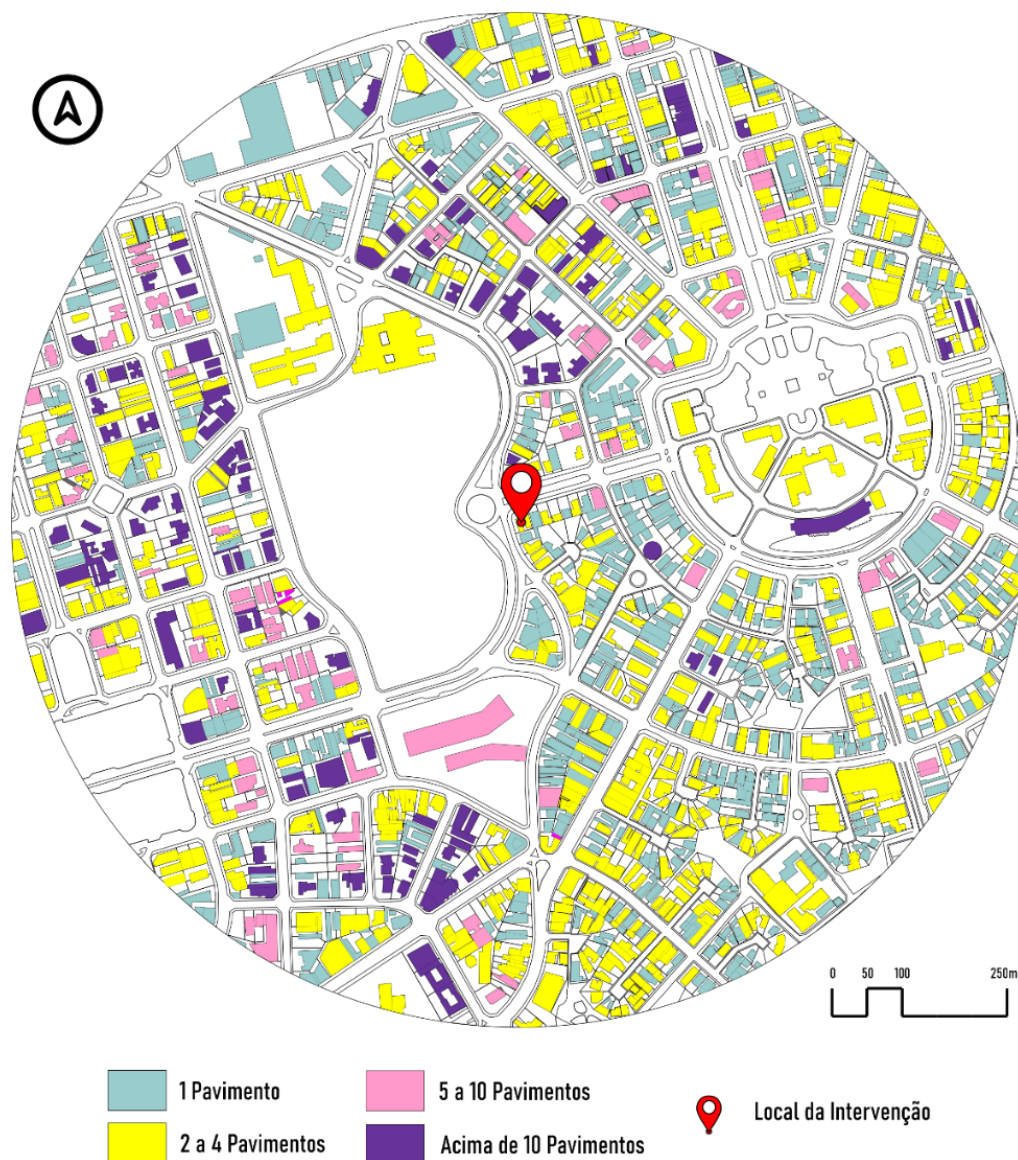 0 50 100 250m
1 Pavimento
5 a 10 Pavimentos
Local da Intervenção
2 a 4 Pavimentos
Acima de 10 Pavimentos